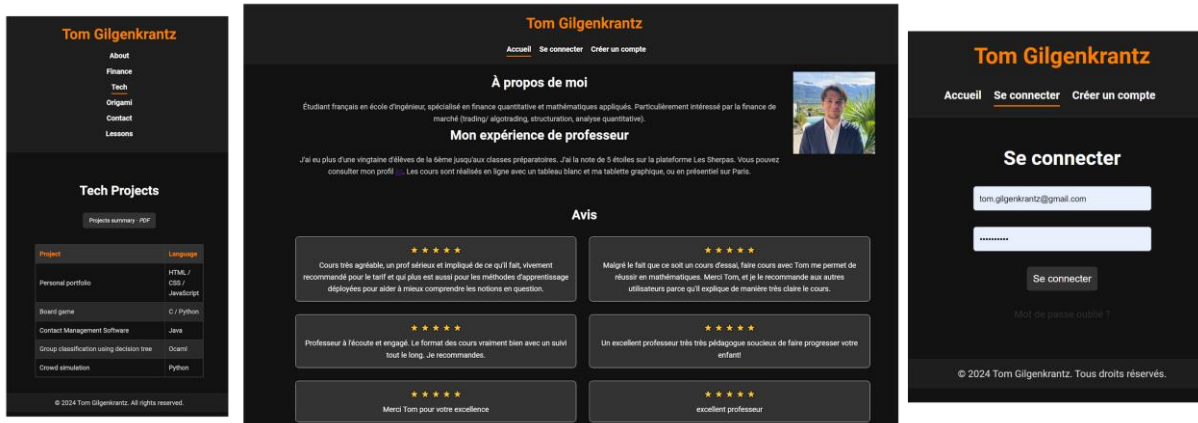 Tom Gilgenkrantz
About
Finance
Tech
Origami
Contact
Lessons
Tech Projects
Projects summary - PDF
Project Language
Personal portfolio HTML /
CSS /
JavaScript
Board game C / Python
Contact Management Software Java
Group classification using decision tree Ocaml
Crowd simulation Python
© 2024 Tom Gilgenkrantz. All rights reserved.
Tom Gilgenkrantz
Accueil Se connecter Créer un compte
À propos de moi
Étudiant français en école d'ingénieur, spécialisé en finance quantitative et mathématiques appliqués. Particulièrement intéressé par la finance de
marché (trading/ algotrading, structuration, analyse quantitative).
Mon expérience de professeur
J'ai eu plus d'une vingtaine d'élèves de la 6ème jusqu'aux classes préparatoires. J'ai la note de 5 étoiles sur la plateforme Les Sherpas. Vous pouvez
consulter mon profil ici. Les cours sont réalisés en ligne avec un tableau blanc et ma tablette graphique, ou en présentiel sur Paris.
Avis
★ ★ ★ ★ ★
Cours très agréable, un prof sérieux et impliqué de ce qu'il fait, vivement
recommandé pour le tarif et qui plus est aussi pour les méthodes d'apprentissage
déployées pour aider à mieux comprendre les notions en question.
★ ★ ★ ★ ★
Malgré le fait que ce soit un cours d'essai, faire cours avec Tom me permet de
réussir en mathématiques. Merci Tom, et je le recommande aux autres
utilisateurs parce qu'il explique de manière très claire le cours.
★ ★ ★ ★ ★
Professeur à l'écoute et engagé. Le format des cours vraiment bien avec un suivi
tout le long. Je recommandes.
★ ★ ★ ★ ★
Un excellent professeur très très pédagogue soucieux de faire progresser votre
enfant!
★ ★ ★ ★ ★
Merci Tom pour votre excellence
★ ★ ★ ★ ★
excellent professeur
Tom Gilgenkrantz
Accueil Se connecter Créer un compte
Se connecter
tom.gilgenkrantz@gmail.com
••••••••••
Se connecter
Mot de passe oublié ?
© 2024 Tom Gilgenkrantz. Tous droits réservés.